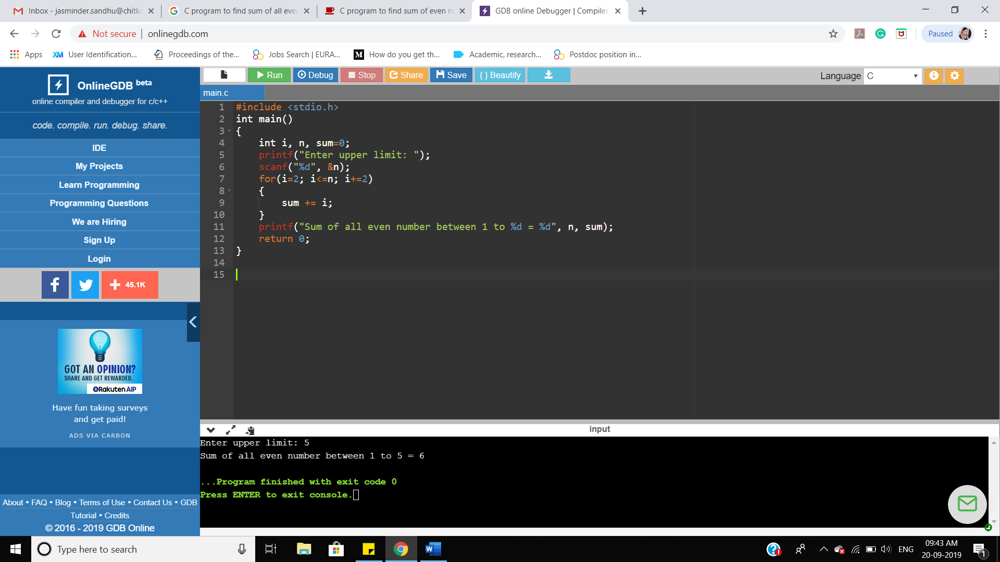 Inbox - jasminder.sandhu@chitka
C program to find sum of all ever
C program to find sum of even n
GDB online Debugger | Compiler
Not secure | onlinegdb.com
Paused
Apps
User Identification...
Proceedings of the...
Jobs Search | EURA...
How do you get th...
Academic, research...
Postdoc position in...
OnlineGDB beta
online compiler and debugger for c/c++
code. compile. run. debug. share.
IDE
My Projects
Learn Programming
Programming Questions
We are Hiring
Sign Up
Login
45.1K
GOT AN OPINION?
SHARE AND GET REWARDED.
Rakuten AIP
Have fun taking surveys
and get paid!
ADS VIA CARBON
About • FAQ • Blog • Terms of Use • Contact Us • GDB
Tutorial • Credits
© 2016 - 2019 GDB Online
Run
Debug
Stop
Share
Save
{ } Beautify
Language C
main.c
1 #include <stdio.h>
2 int main()
3 {
4 int i, n, sum=0;
5 printf("Enter upper limit: ");
6 scanf("%d", &n);
7 for(i=2; i<=n; i+=2)
8 {
9 sum += i;
10 }
11 printf("Sum of all even number between 1 to %d = %d", n, sum);
12 return 0;
13 }
14
15
input
Enter upper limit: 5
Sum of all even number between 1 to 5 = 6
...Program finished with exit code 0
Press ENTER to exit console.
Type here to search
ENG
09:43 AM
20-09-2019
1